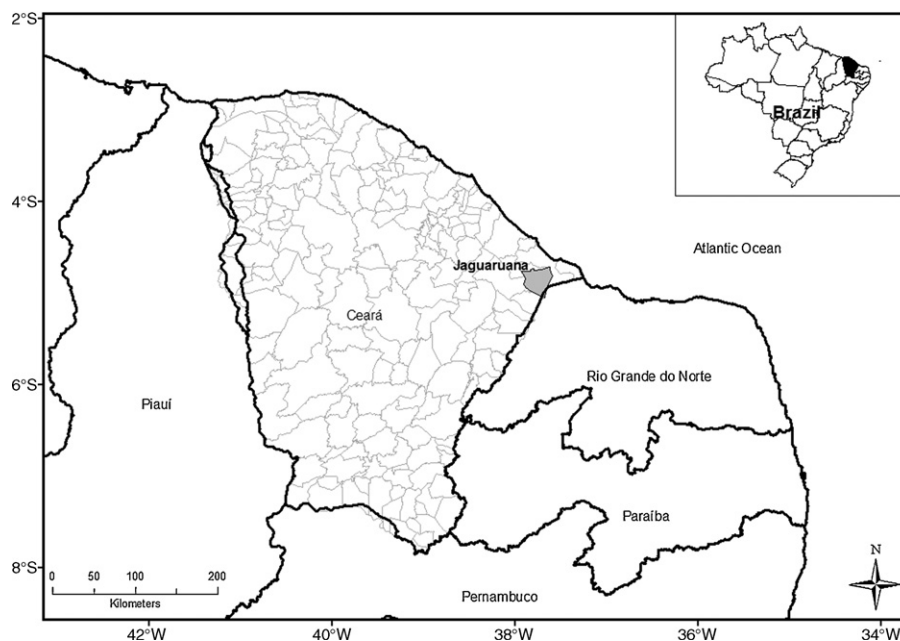 2°S
Brazil
4°S
Atlantic Ocean
Jaguaruana
Ceará
Rio Grande do Norte
6°S
Piauí
Paraíba
N
8°S
0 50 100 200
Kilometers
Pernambuco
42°W 40°W 38°W 36°W 34°W